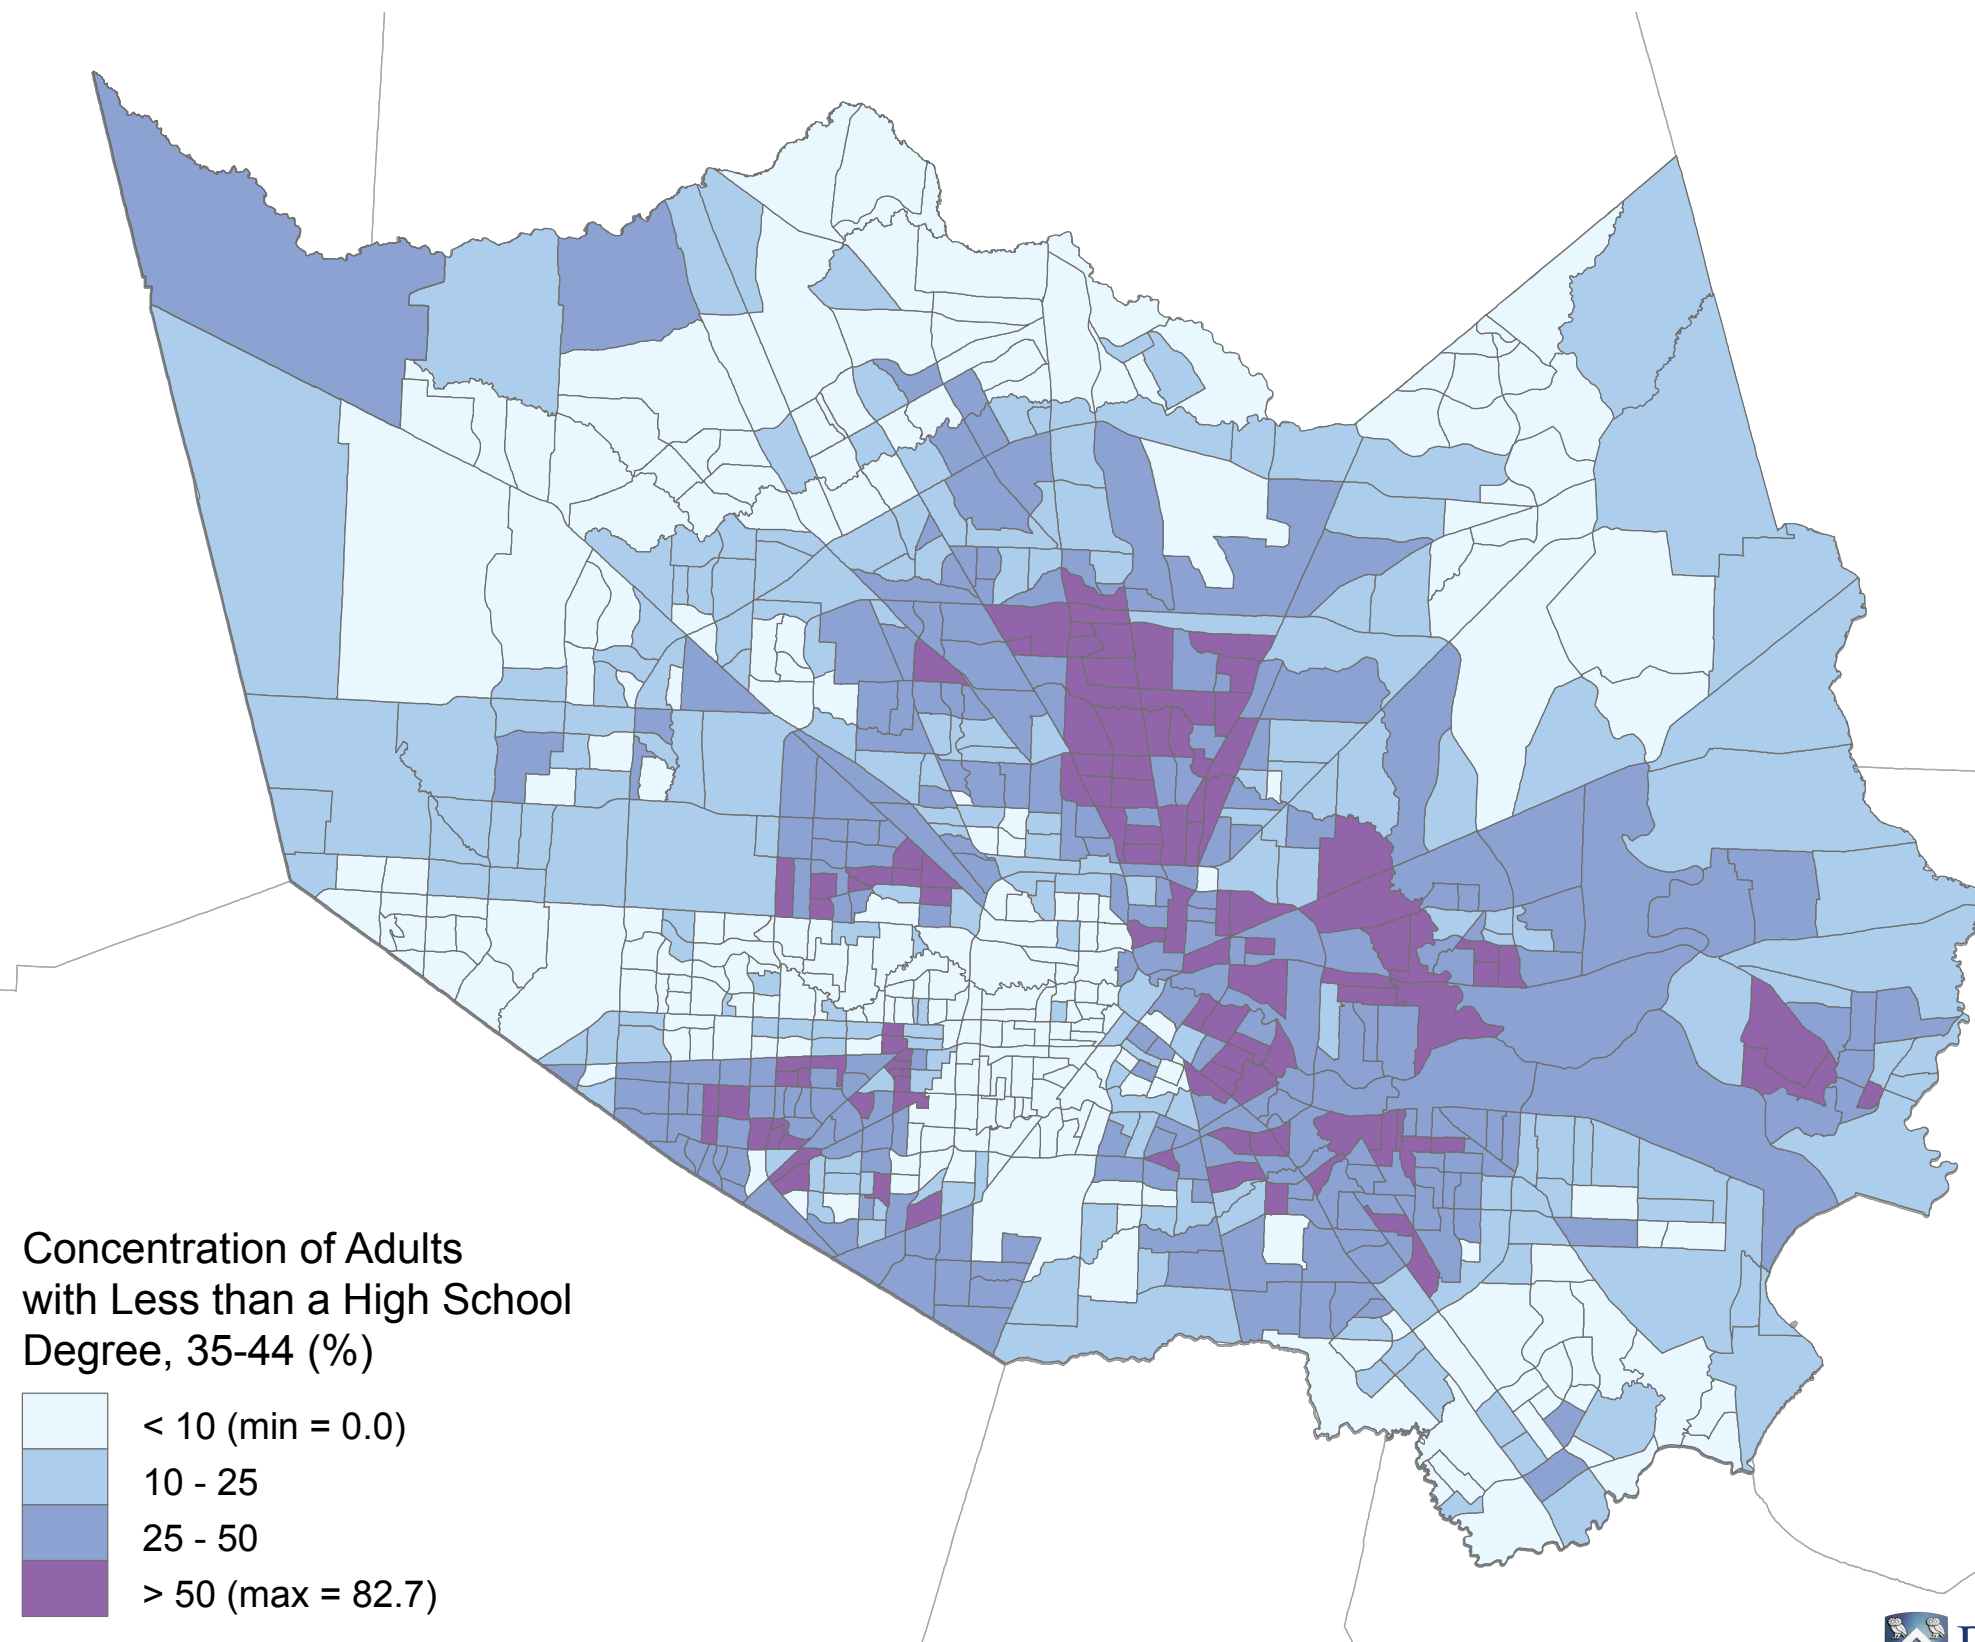 Concentration of Adults
with Less than a High School
Degree, 35-44 (%)
< 10 (min = 0.0)
10 - 25
25 - 50
> 50 (max = 82.7)